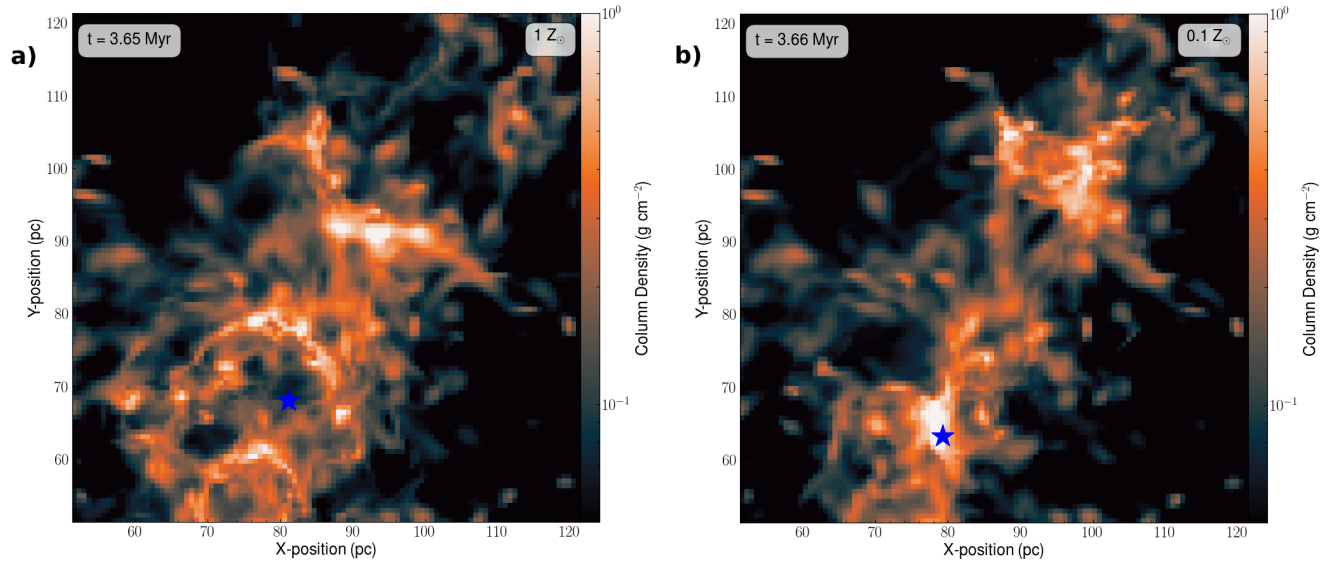 a)
t = 3.65 Myr
1 Z☉
120
110
100
90
80
70
60
Y-position (pc)
60 70 80 90 100 110 120
X-position (pc)
10⁰
10⁻¹
Column Density (g cm⁻²)
b)
t = 3.66 Myr
0.1 Z☉
120
110
100
90
80
70
60
Y-position (pc)
60 70 80 90 100 110 120
X-position (pc)
10⁰
10⁻¹
Column Density (g cm⁻²)